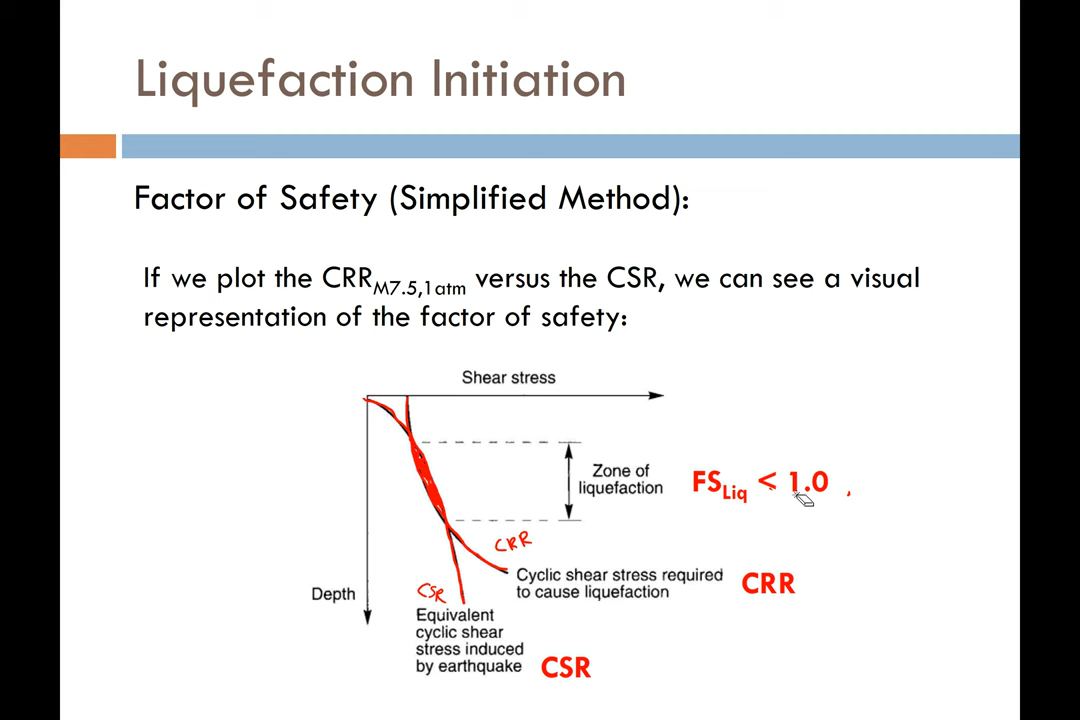 Liquefaction Initiation
Factor of Safety (Simplified Method):
If we plot the CRRM7.5,1atm versus the CSR, we can see a visual
representation of the factor of safety:
Shear stress
Zone of
liquefaction
FSLiq < 1.0
CRR
Cyclic shear stress required
to cause liquefaction
CRR
Depth
CSR
Equivalent
cyclic shear
stress induced
by earthquake
CSR